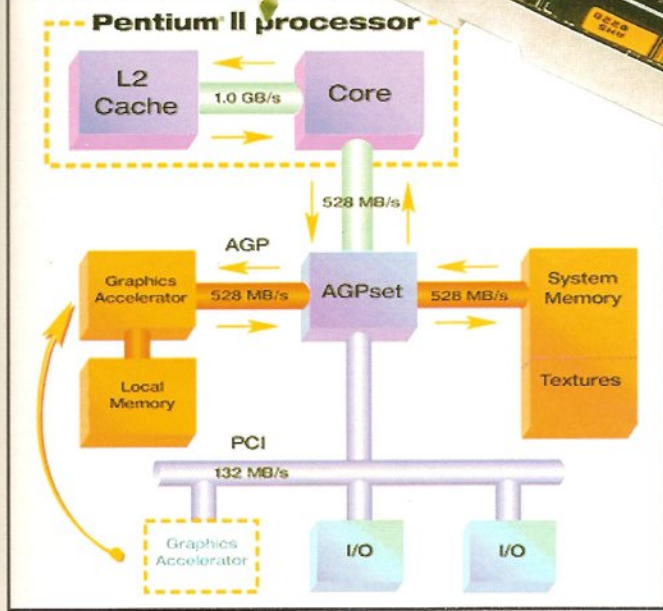 Pentium® II processor
L2
Cache
1.0 GB/s
Core
528 MB/s
AGP
Graphics
Accelerator
528 MB/s
AGPset
528 MB/s
System
Memory
Local
Memory
Textures
PCI
132 MB/s
Graphics
Accelerator
I/O
I/O